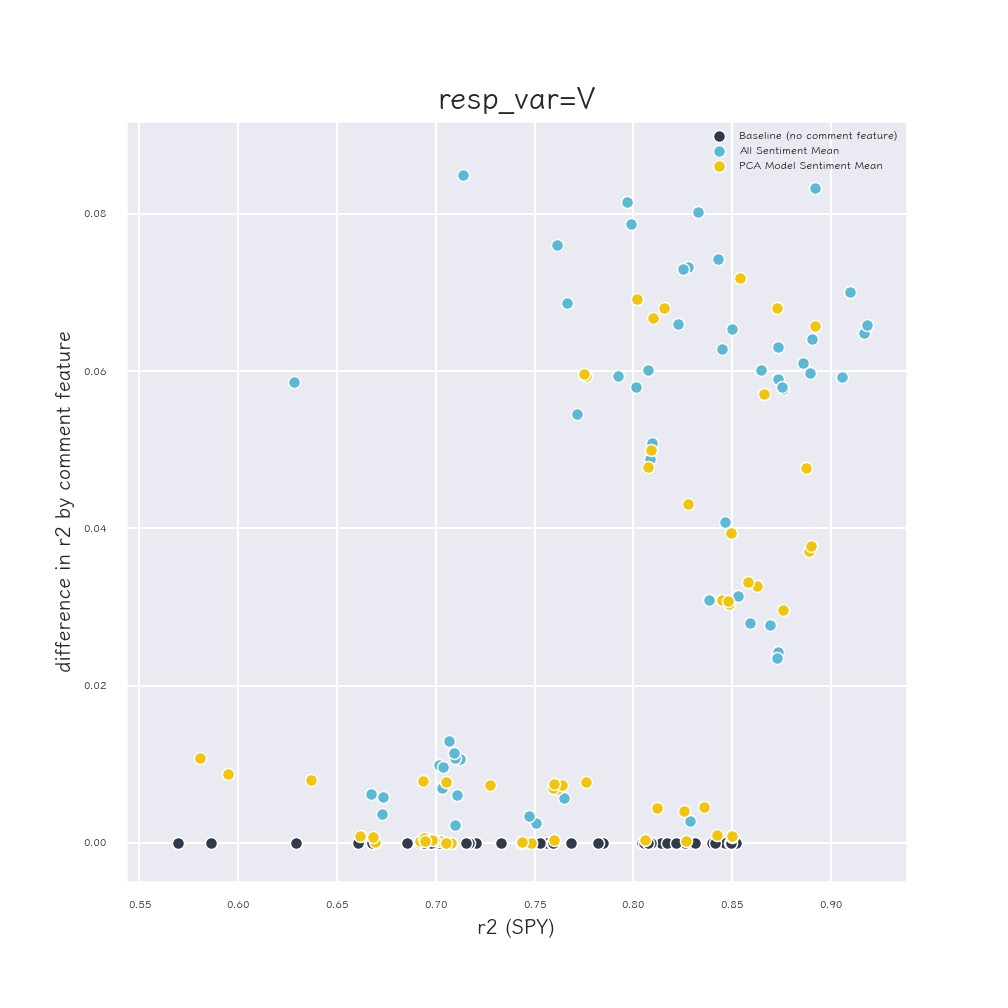 resp_var=V
Baseline (no comment feature)
All Sentiment Mean
PCA Model Sentiment Mean
difference in r2 by comment feature
0.08
0.06
0.04
0.02
0.00
0.55 0.60 0.65 0.70 0.75 0.80 0.85 0.90
r2 (SPY)